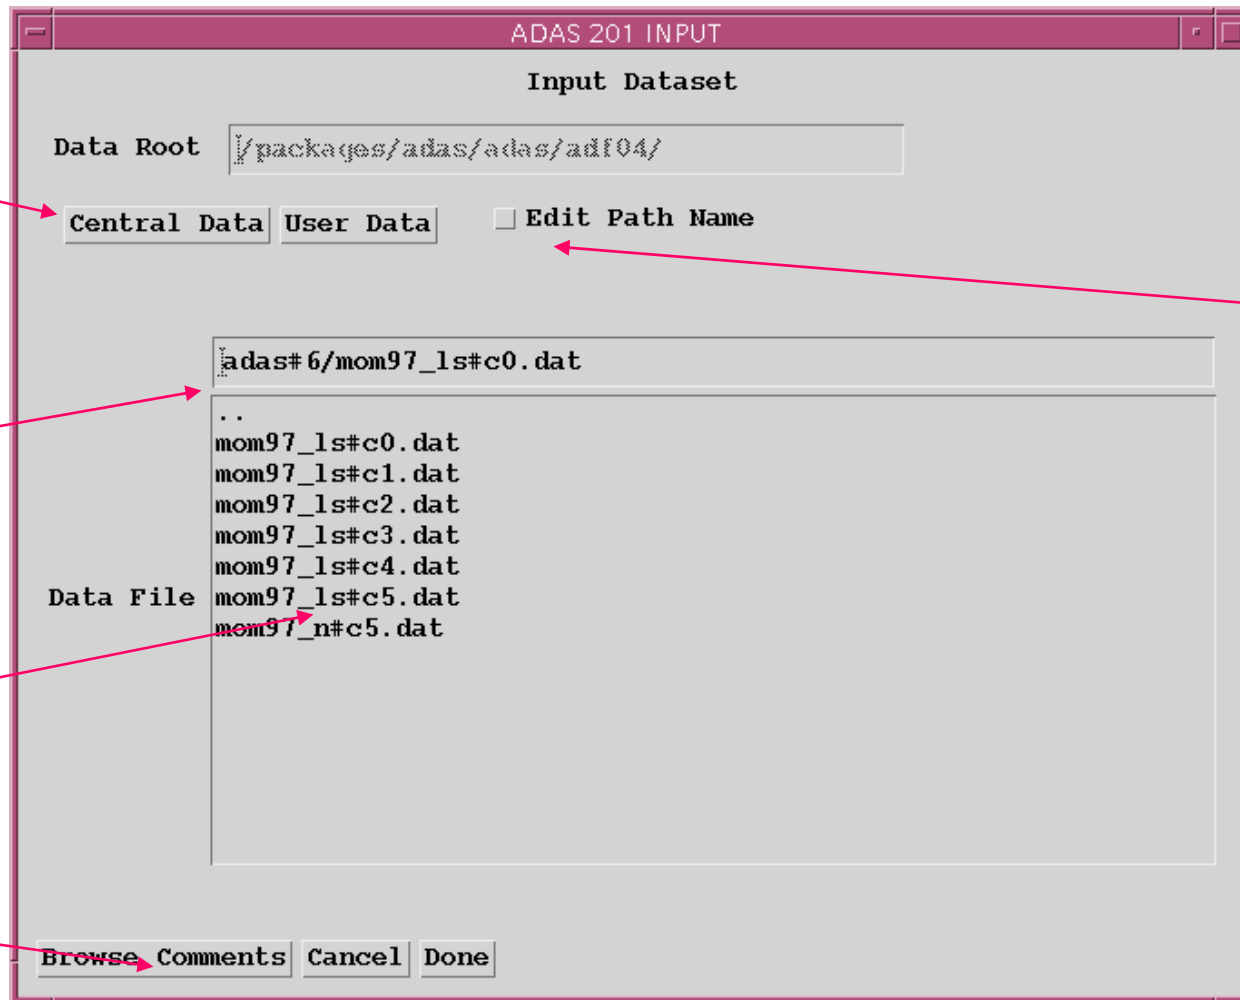 ADAS 201 INPUT
Input Dataset
Data Root /packages/adas/adas/adf04/
Central Data User Data Edit Path Name
adas#6/mom97_ls#c0.dat
..
mom97_ls#c0.dat
mom97_ls#c1.dat
mom97_ls#c2.dat
mom97_ls#c3.dat
mom97_ls#c4.dat
Data File mom97_ls#c5.dat
mom97_n#c5.dat
Browse Comments Cancel Done